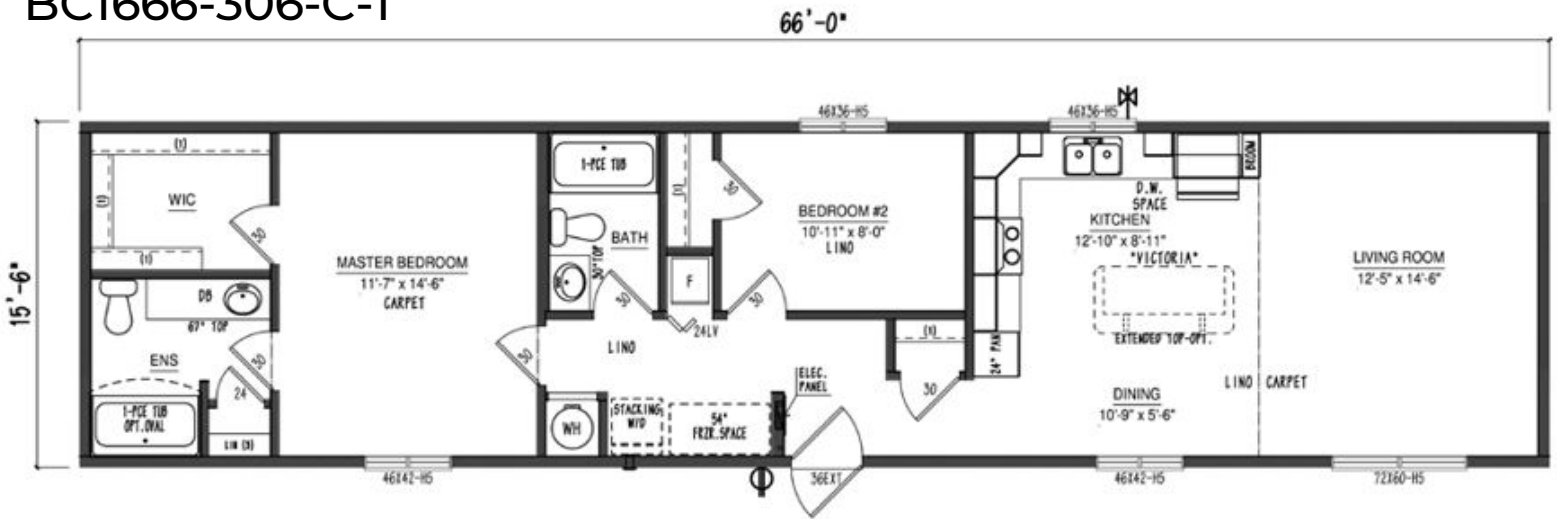 BC1666-306-C-1
66'-0"
15'-6"
46X36-H5
46X36-H5
(1)
(1)
WIC
(1)
30
MASTER BEDROOM
11'-7" x 14'-6"
CARPET
1-PCE TUB
BATH
30"TOP
30
(1)
30
F
24LV
BEDROOM #2
10'-11" x 8'-0"
LINO
30
BROOM
D.W.
SPACE
KITCHEN
12'-10" x 8'-11"
"VICTORIA"
EXTENDED TOP-OPT.
LIVING ROOM
12'-5" x 14'-6"
DB
67" TOP
ENS
30
24
1-PCE TUB
OPT.OVAL
LIN (3)
30
LINO
WH
STACKING
W/D
54"
FRZR.SPACE
ELEC.
PANEL
(1)
30
24" PAN
DINING
10'-9" x 5'-6"
LINO
CARPET
46X42-H5
36EXT
46X42-H5
72X60-H5